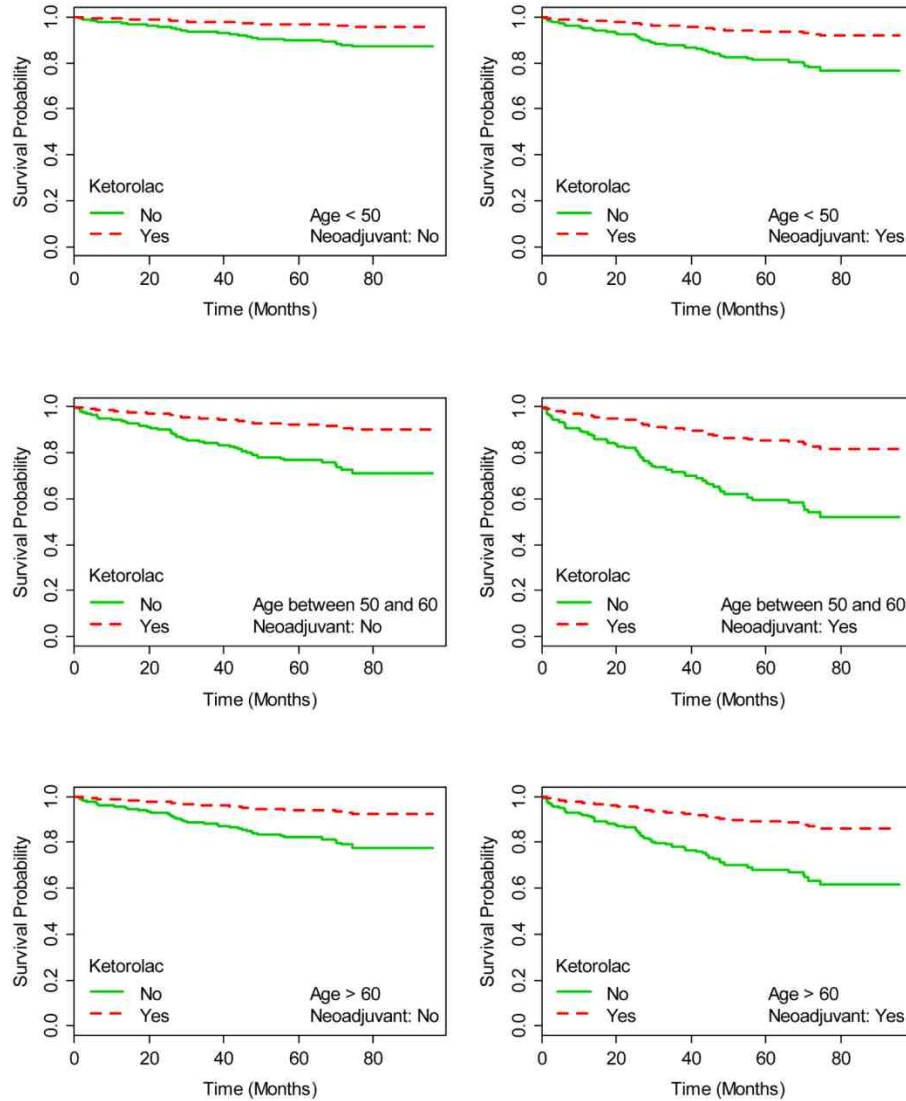 Survival Probability
1.0
0.8
0.6
0.4
0.2
0.0
Ketorolac
No
Yes
Age < 50
Neoadjuvant: No
0 20 40 60 80
Time (Months)
Survival Probability
1.0
0.8
0.6
0.4
0.2
0.0
Ketorolac
No
Yes
Age < 50
Neoadjuvant: Yes
0 20 40 60 80
Time (Months)
Survival Probability
1.0
0.8
0.6
0.4
0.2
0.0
Ketorolac
No
Yes
Age between 50 and 60
Neoadjuvant: No
0 20 40 60 80
Time (Months)
Survival Probability
1.0
0.8
0.6
0.4
0.2
0.0
Ketorolac
No
Yes
Age between 50 and 60
Neoadjuvant: Yes
0 20 40 60 80
Time (Months)
Survival Probability
1.0
0.8
0.6
0.4
0.2
0.0
Ketorolac
No
Yes
Age > 60
Neoadjuvant: No
0 20 40 60 80
Time (Months)
Survival Probability
1.0
0.8
0.6
0.4
0.2
0.0
Ketorolac
No
Yes
Age > 60
Neoadjuvant: Yes
0 20 40 60 80
Time (Months)